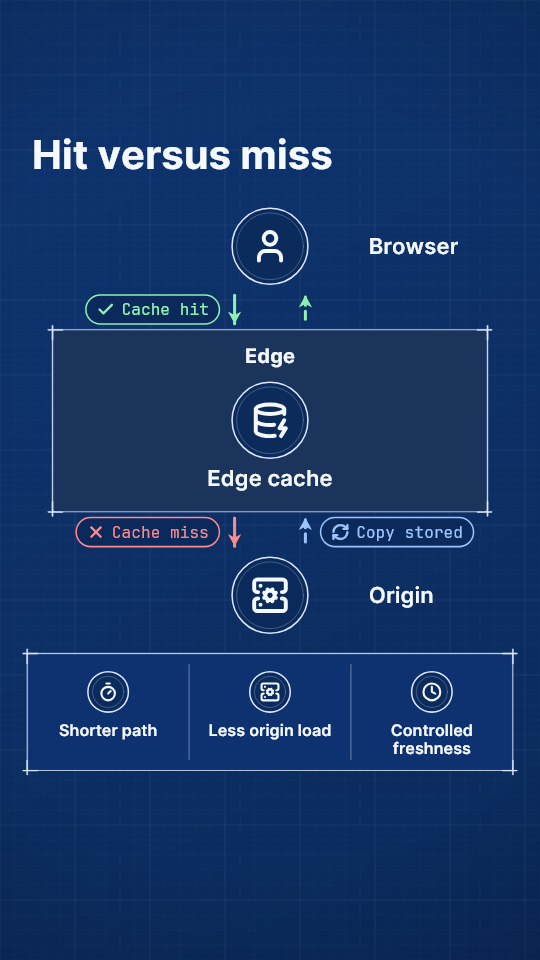 Hit versus miss
Browser
Cache hit
Edge
Edge cache
Cache miss
Copy stored
Origin
Shorter path
Less origin load
Controlled
freshness